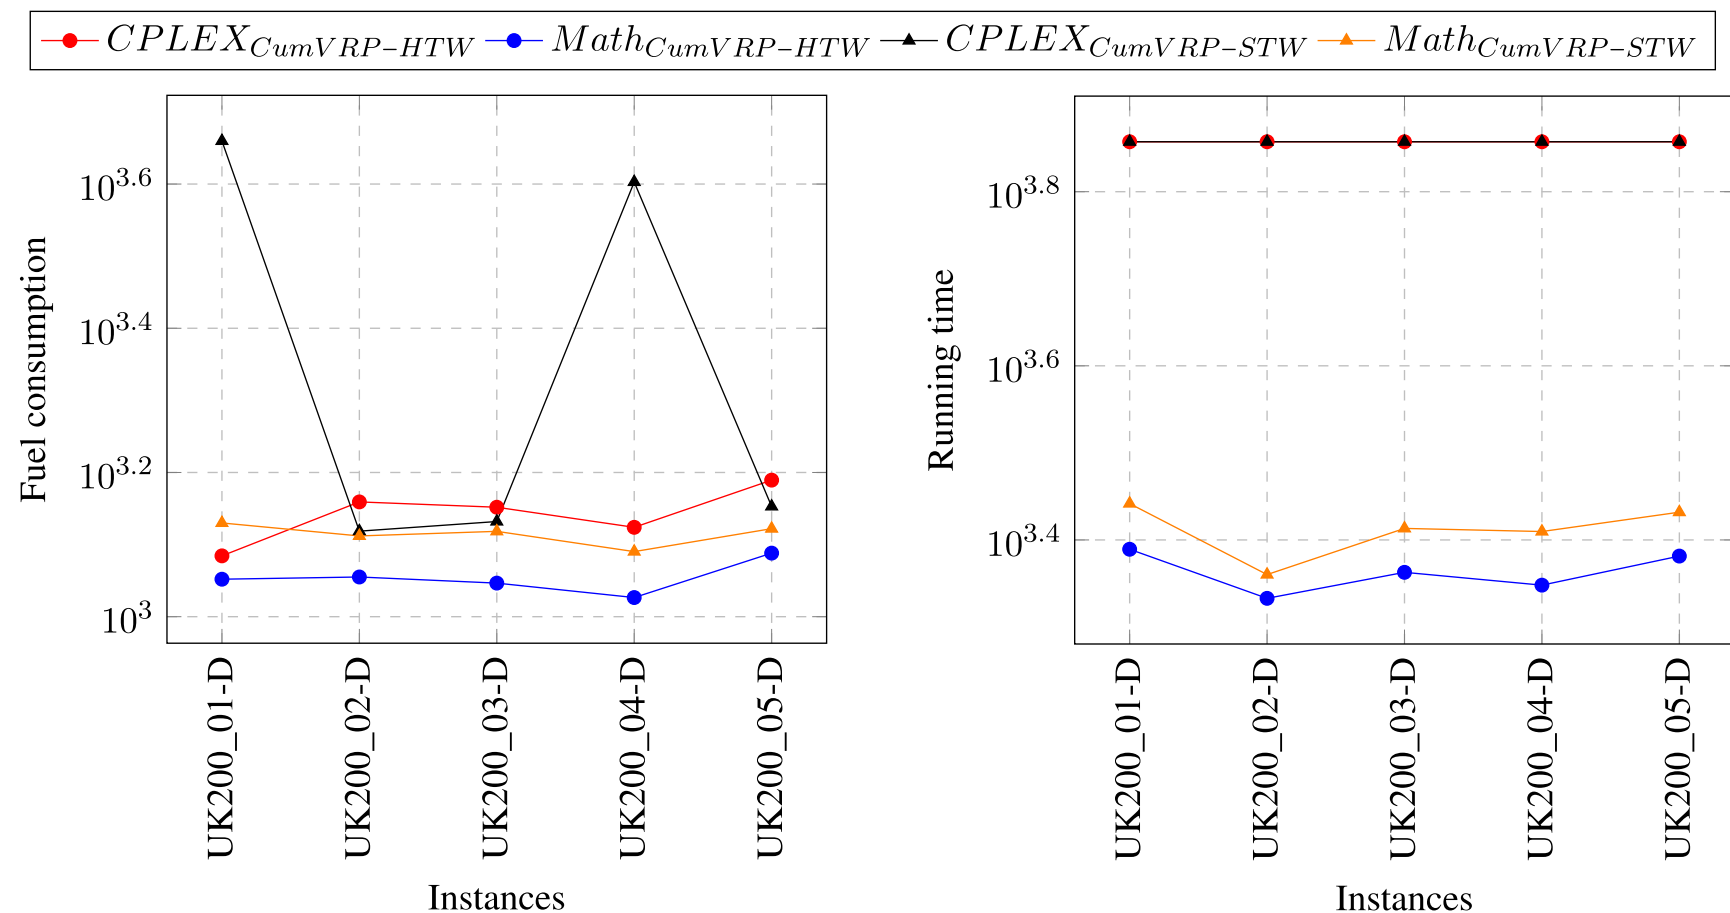 CPLEX_{CumVRP-HTW} Math_{CumVRP-HTW} CPLEX_{CumVRP-STW} Math_{CumVRP-STW}
Fuel consumption
10^{3.6}
10^{3.4}
10^{3.2}
10^{3}
UK200_01-D
UK200_02-D
UK200_03-D
UK200_04-D
UK200_05-D
Instances
Running time
10^{3.8}
10^{3.6}
10^{3.4}
UK200_01-D
UK200_02-D
UK200_03-D
UK200_04-D
UK200_05-D
Instances